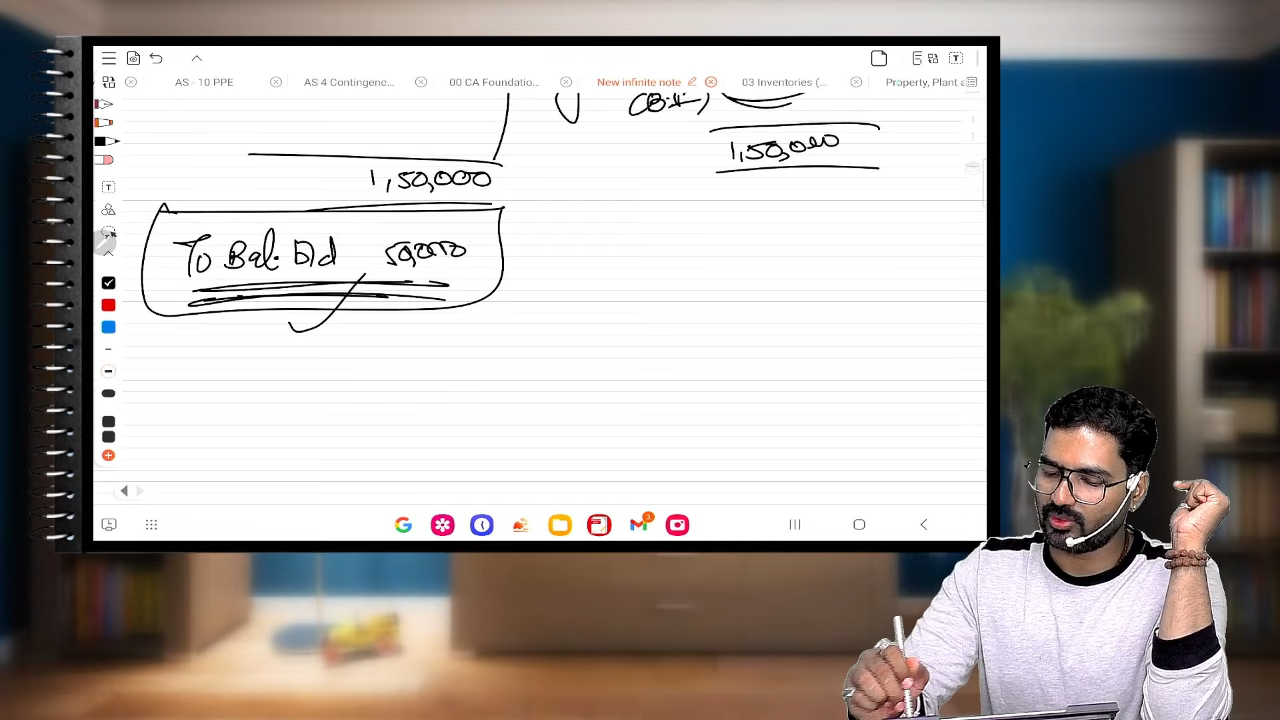 AS - 10 PPE
AS 4 Contingenc...
00 CA Foundatio...
New infinite note
03 Inventories (...
Property, Plant a
1,50,000
1,50,000
To Bal. D/d 50,000
T
T
3